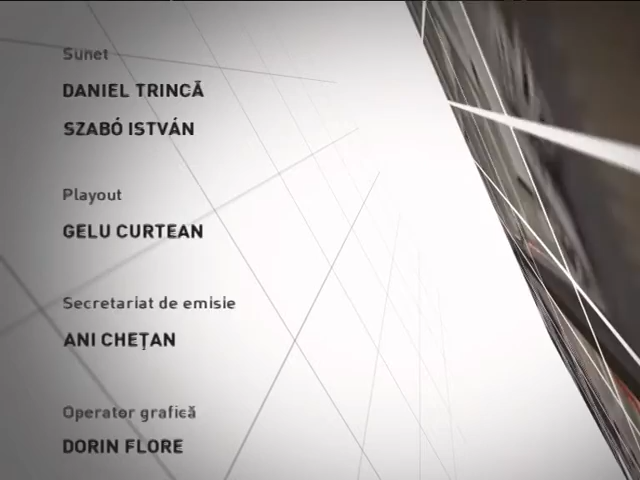 Sunet
DANIEL TRINCĂ
SZABÓ ISTVÁN
Playout
GELU CURTEAN
Secretariat de emisie
ANI CHEȚAN
Operator grafică
DORIN FLORE